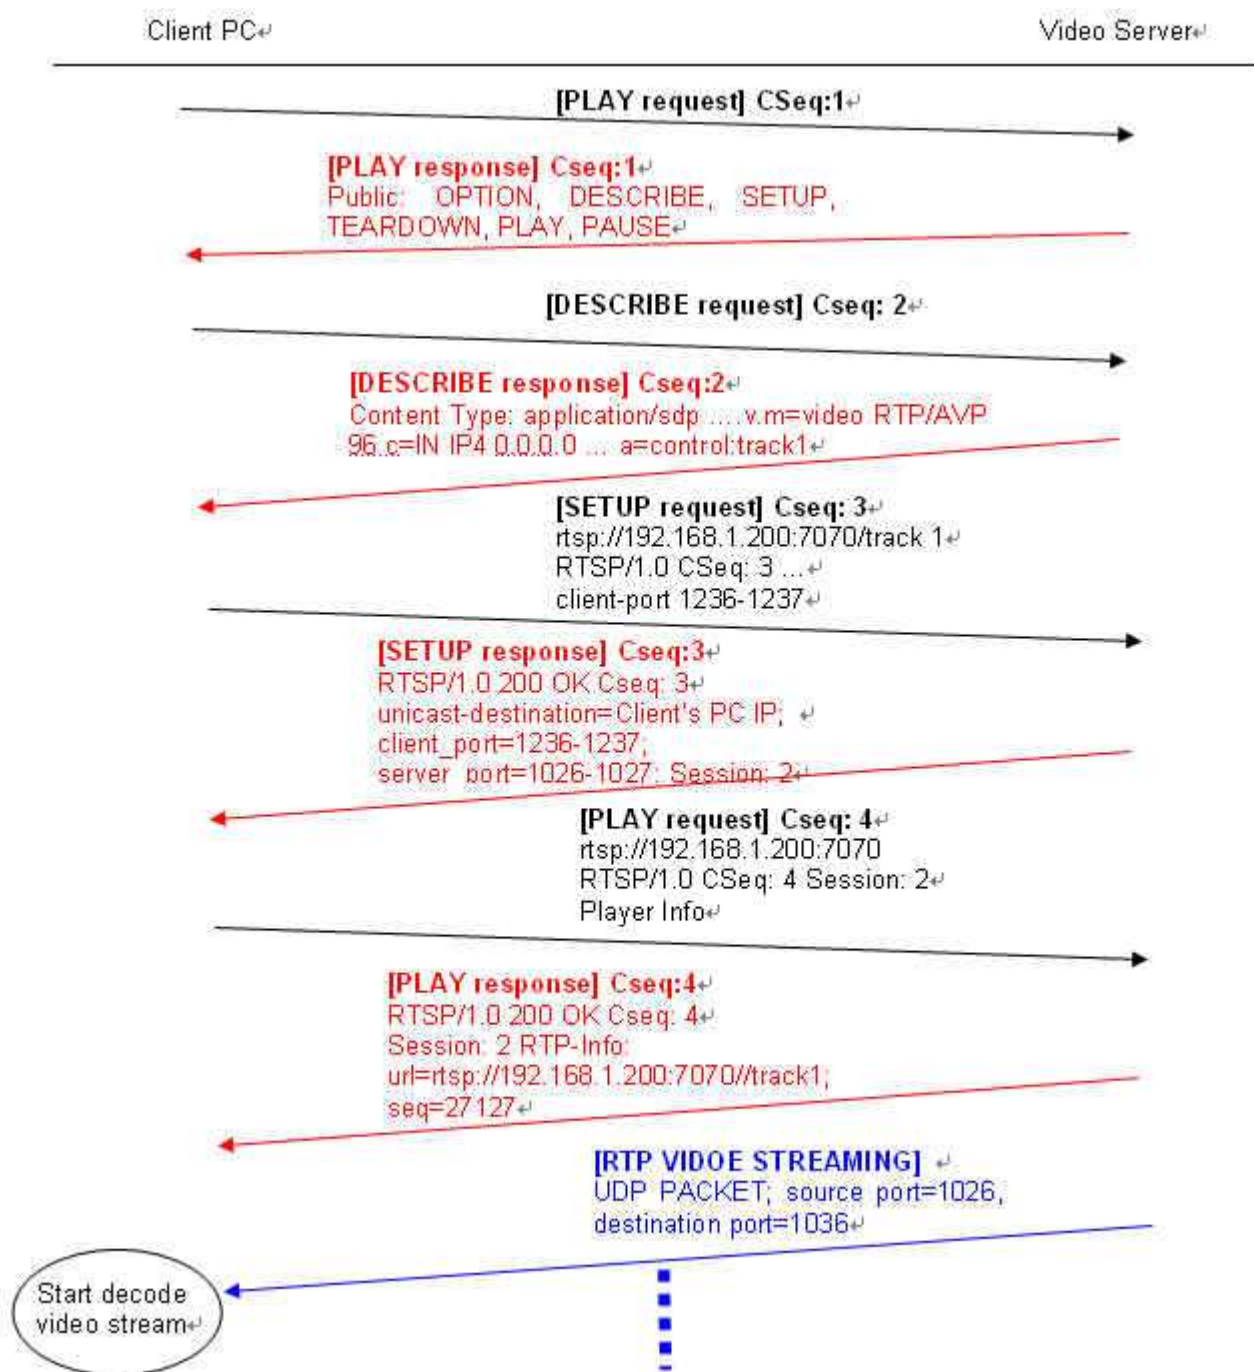 Client PC
Video Server
[PLAY request] CSeq:1
[PLAY response] Cseq:1
Public: OPTION, DESCRIBE, SETUP,
TEARDOWN, PLAY, PAUSE
[DESCRIBE request] Cseq: 2
[DESCRIBE response] Cseq:2
Content Type: application/sdp ....v.m=video RTP/AVP
96 c=IN IP4 0.0.0.0 ... a=control:track1
[SETUP request] Cseq: 3
rtsp://192.168.1.200:7070/track 1
RTSP/1.0 CSeq: 3 ...
client-port 1236-1237
[SETUP response] Cseq:3
RTSP/1.0 200 OK Cseq: 3
unicast-destination=Client's PC IP;
client_port=1236-1237;
server_port=1026-1027; Session: 2
[PLAY request] Cseq: 4
rtsp://192.168.1.200:7070
RTSP/1.0 CSeq: 4 Session: 2
Player Info
[PLAY response] Cseq:4
RTSP/1.0 200 OK Cseq: 4
Session: 2 RTP-Info:
url=rtsp://192.168.1.200:7070//track1;
seq=27127
[RTP VIDOE STREAMING]
UDP PACKET; source port=1026,
destination port=1036
Start decode
video stream